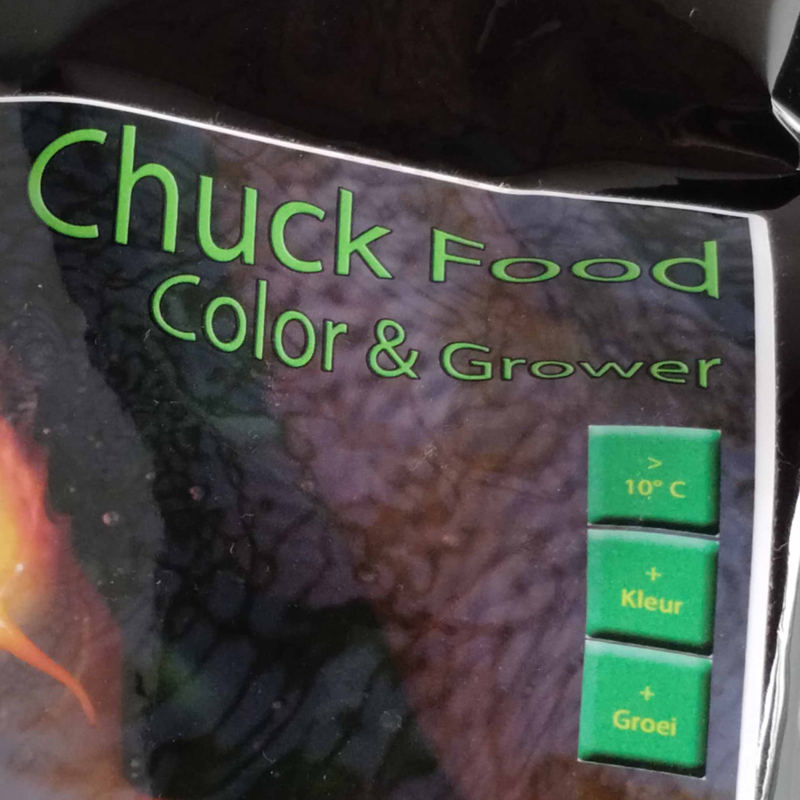 Chuck Food
Color & Grower
>
10° C
+
Kleur
+
Groei